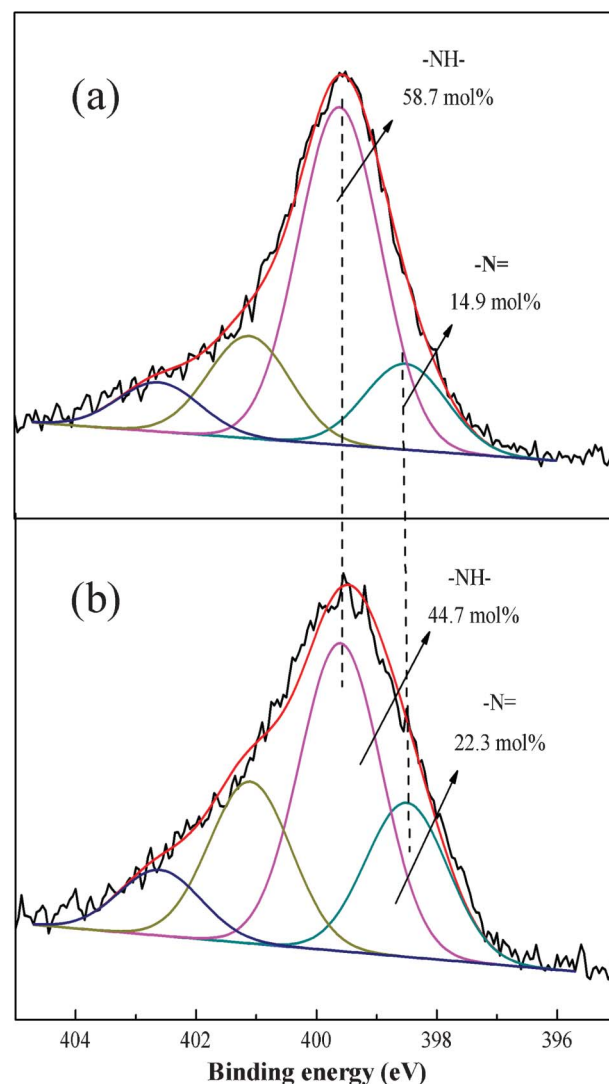 (a)
-NH-
58.7 mol%
-N=
14.9 mol%
(b)
-NH-
44.7 mol%
-N=
22.3 mol%
404 402 400 398 396
Binding energy (eV)